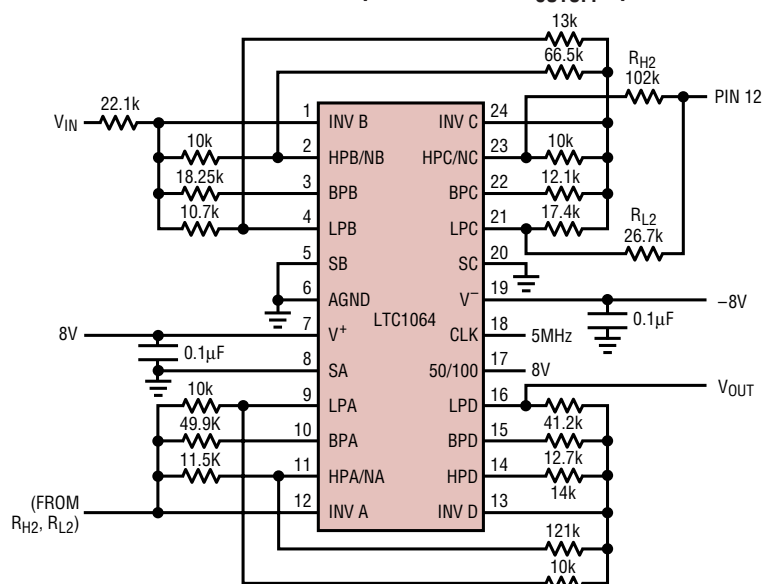 13k
66.5k
RH2
102k
PIN 12
22.1k
VIN
1 INV B INV C 24
10k 2 HPB/NB HPC/NC 23 10k
18.25k 3 BPB BPC 22 12.1k
10.7k 4 LPB LPC 21 17.4k
RL2
26.7k
5 SB SC 20
6 AGND V− 19 −8V
LTC1064
8V 7 V+ CLK 18 5MHz
0.1µF 0.1µF
8 SA 50/100 17 8V
10k 9 LPA LPD 16 VOUT
41.2k
49.9K 10 BPA BPD 15
12.7k
11.5K 11 HPA/NA HPD 14
14k
(FROM
RH2, RL2)
12 INV A INV D 13
121k
10k